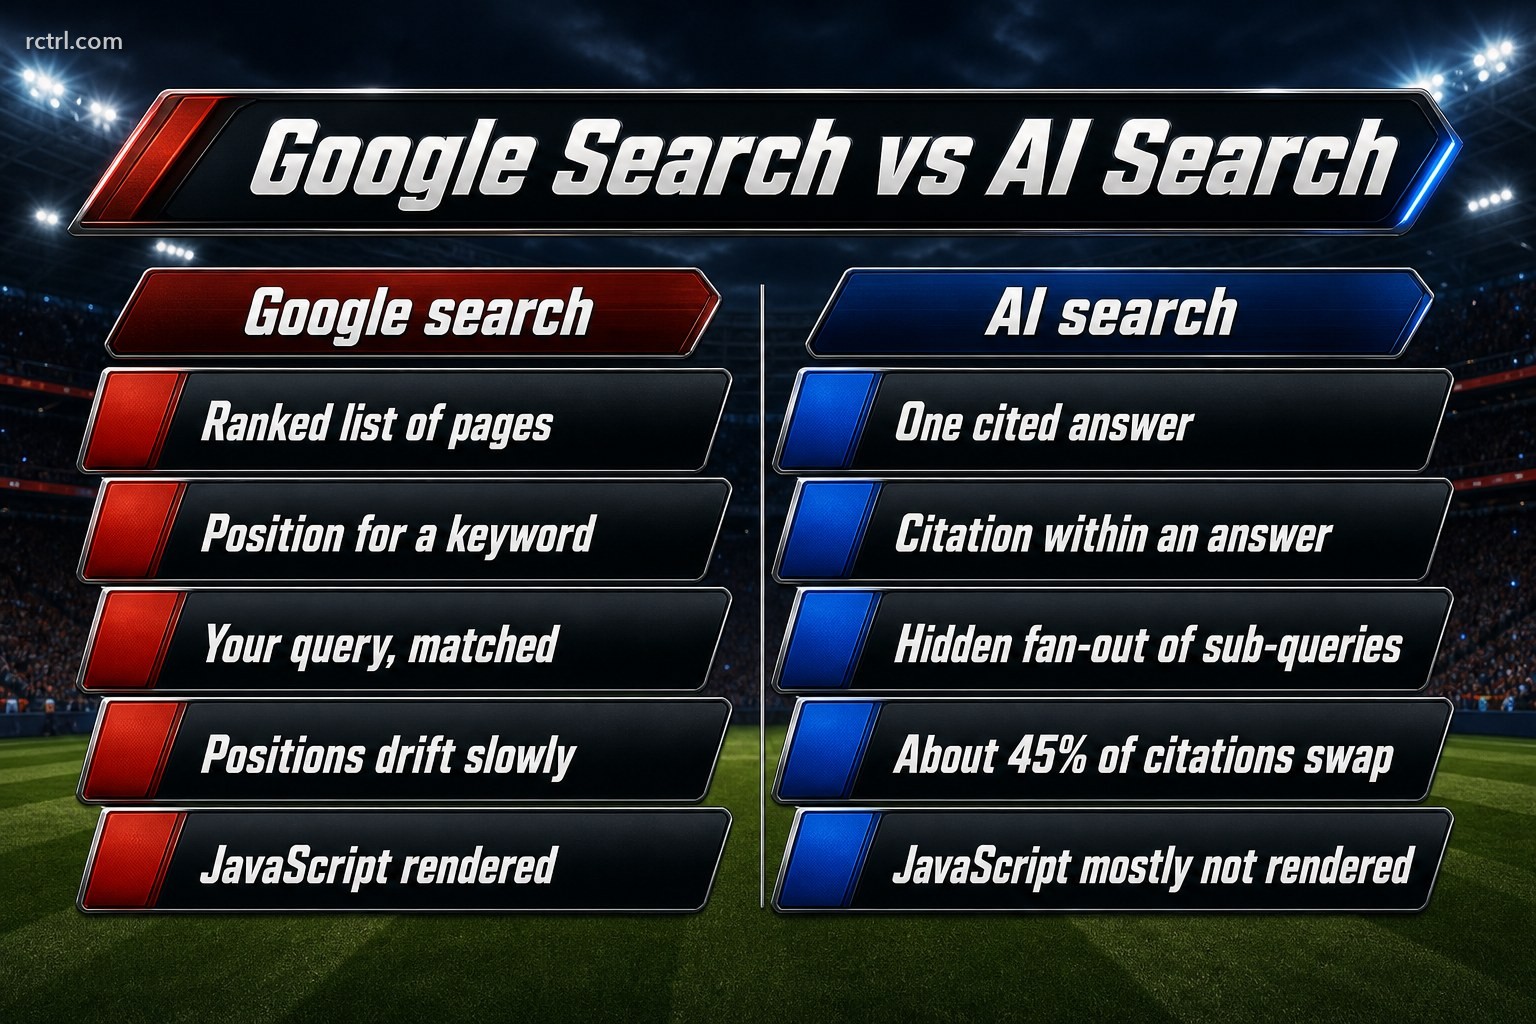 rctrl.com
Google Search vs AI Search
Google search
AI search
Ranked list of pages
One cited answer
Position for a keyword
Citation within an answer
Your query, matched
Hidden fan-out of sub-queries
Positions drift slowly
About 45% of citations swap
JavaScript rendered
JavaScript mostly not rendered